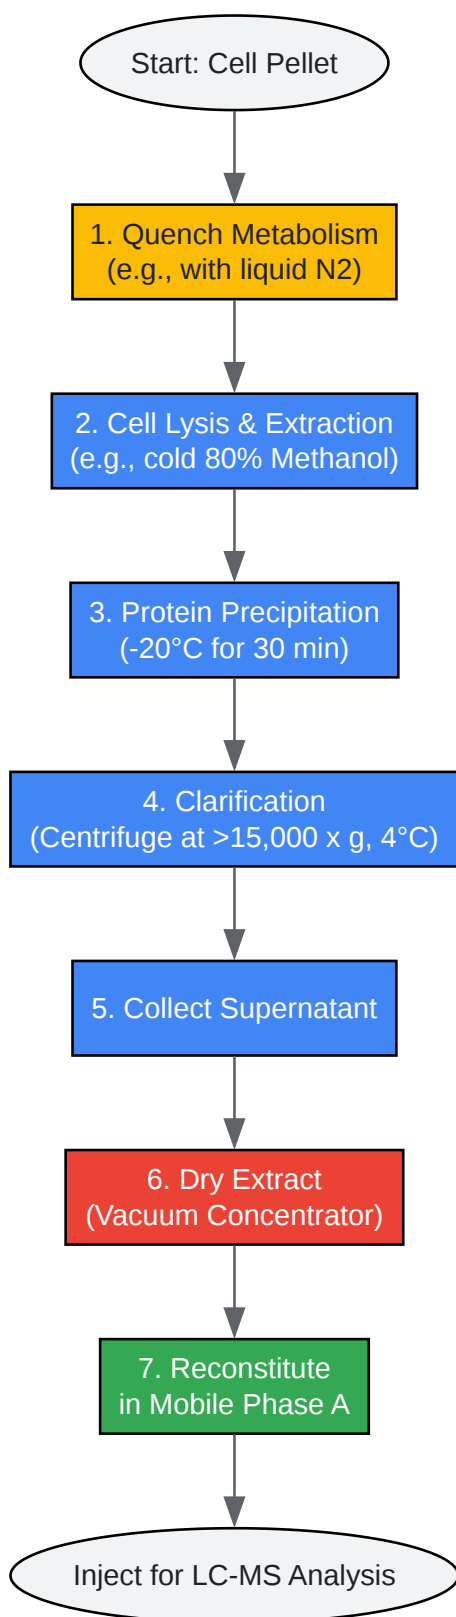 Start: Cell Pellet
1. Quench Metabolism
(e.g., with liquid N2)
2. Cell Lysis & Extraction
(e.g., cold 80% Methanol)
3. Protein Precipitation
(-20°C for 30 min)
4. Clarification
(Centrifuge at >15,000 x g, 4°C)
5. Collect Supernatant
6. Dry Extract
(Vacuum Concentrator)
7. Reconstitute
in Mobile Phase A
Inject for LC-MS Analysis